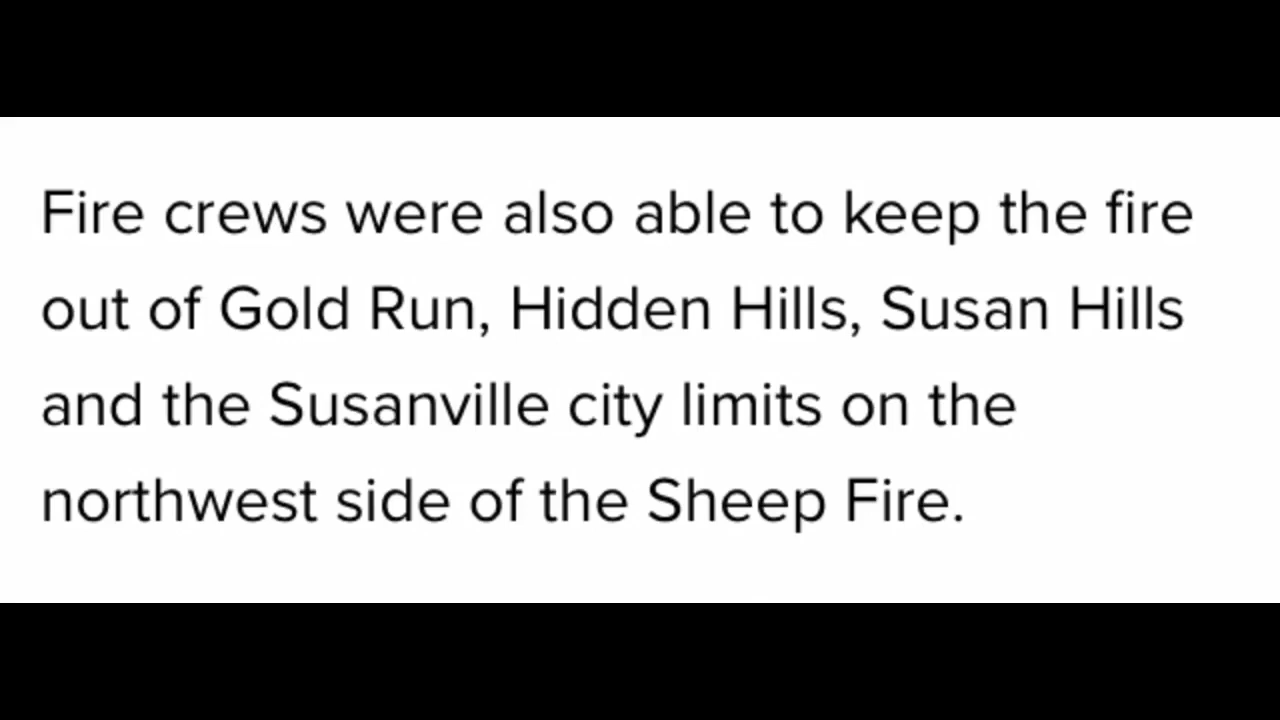 Fire crews were also able to keep the fire
out of Gold Run, Hidden Hills, Susan Hills
and the Susanville city limits on the
northwest side of the Sheep Fire.